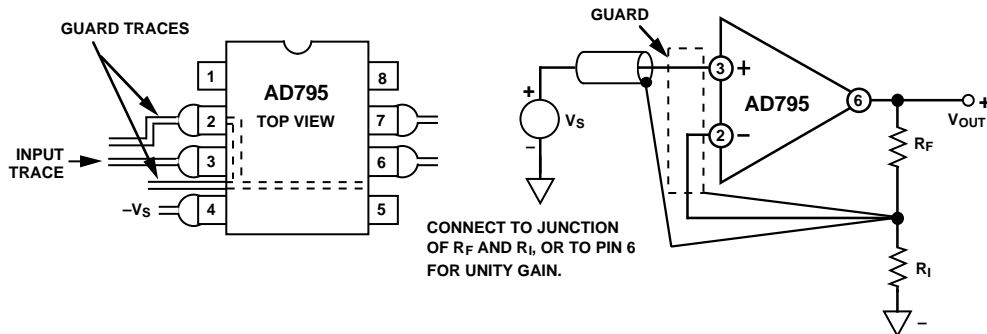 GUARD TRACES
1
8
AD795
TOP VIEW
2
7
INPUT
TRACE
3
6
–VS
4
5
GUARD
+
VS
–
3
+
AD795
2
–
6
+
VOUT
RF
RI
–
CONNECT TO JUNCTION
OF RF AND RI, OR TO PIN 6
FOR UNITY GAIN.